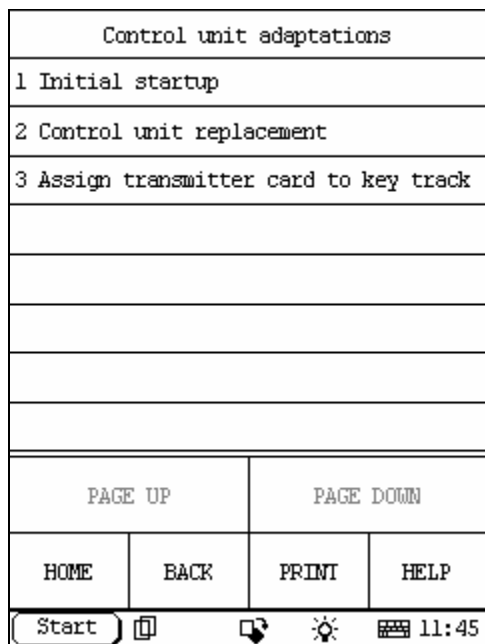 Control unit adaptations
1 Initial startup
2 Control unit replacement
3 Assign transmitter card to key track
PAGE UP PAGE DOWN
HOME BACK PRINT HELP
Start 11:45